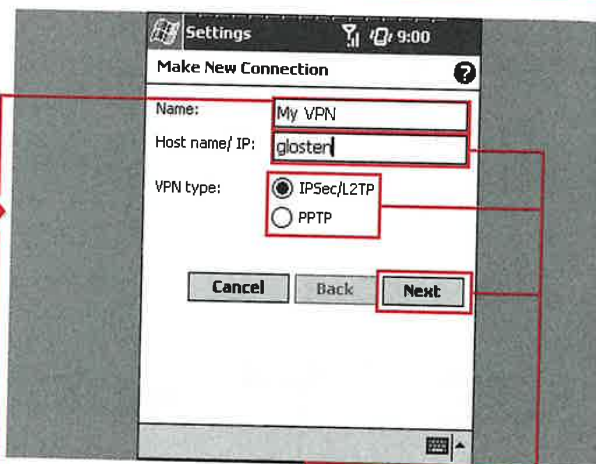 Settings 9:00
Make New Connection ?
Name: My VPN
Host name/ IP: glosten
VPN type: IPSec/L2TP
PPTP
Cancel Back Next